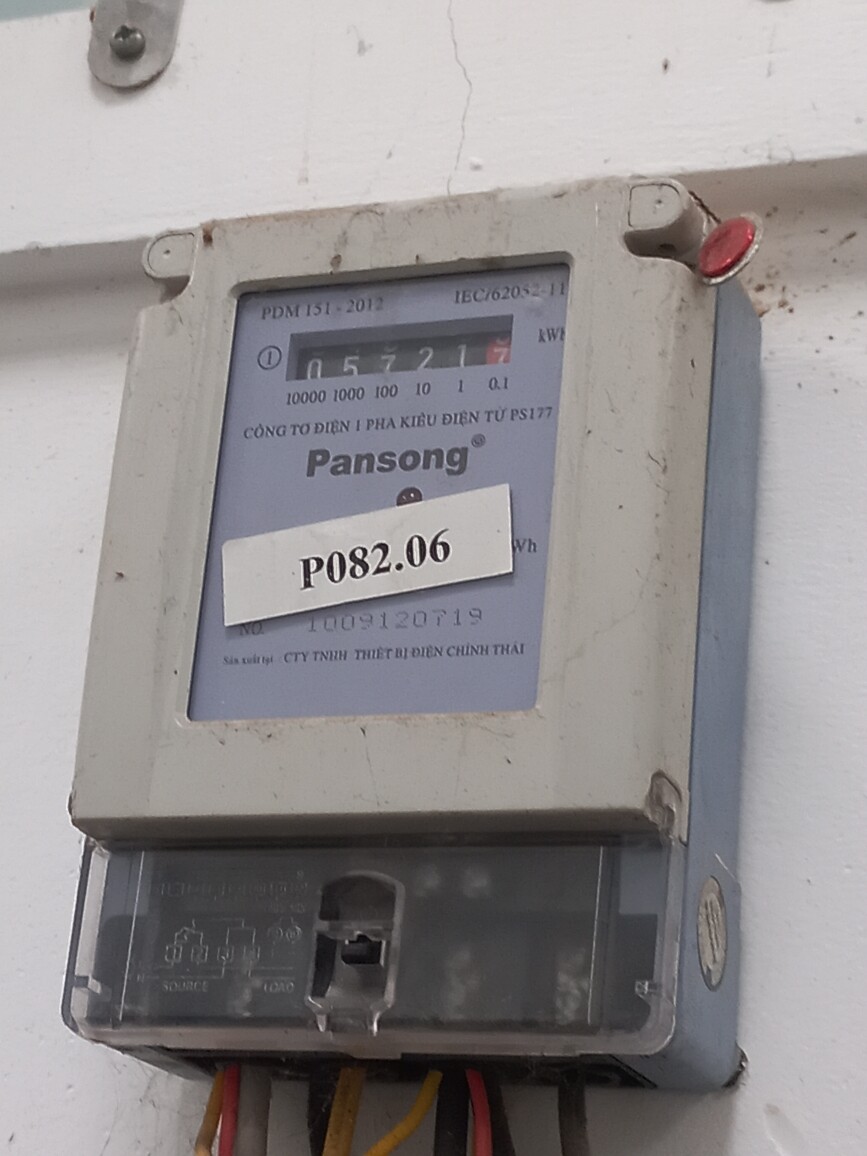 PDM 151 - 2012 IEC/62052-11
kWh
1 0 5 7 2 1 7
10000 1000 100 10 1 0.1
CÔNG TƠ ĐIỆN 1 PHA KIỂU ĐIỆN TỬ PS177
Pansong®
P082.06
Wh
NO. 1009120719
Sản xuất tại CTY TNHH THIẾT BỊ ĐIỆN CHÍNH THÁI
SOURCE LOAD